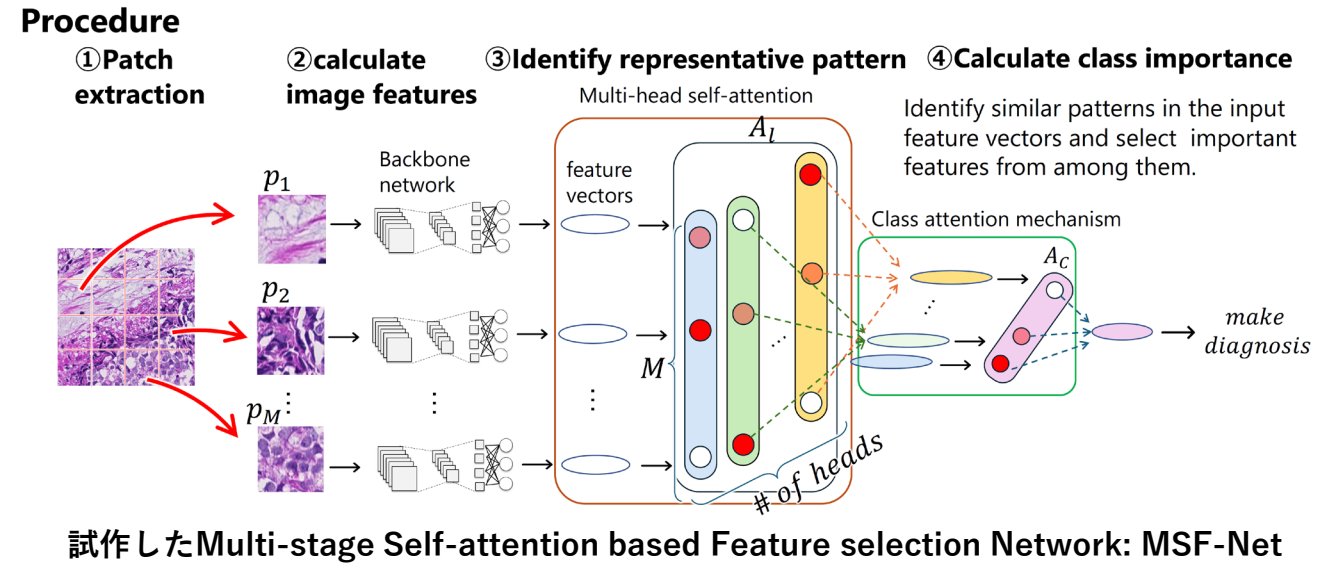 Procedure
①Patch
extraction
②calculate
image features
③Identify representative pattern
④Calculate class importance
Multi-head self-attention
Identify similar patterns in the input
feature vectors and select important
features from among them.
A_l
Backbone
network
feature
vectors
p_1
Class attention mechanism
A_C
p_2
...
M
make
diagnosis
p_M
...
# of heads
試作したMulti-stage Self-attention based Feature selection Network: MSF-Net